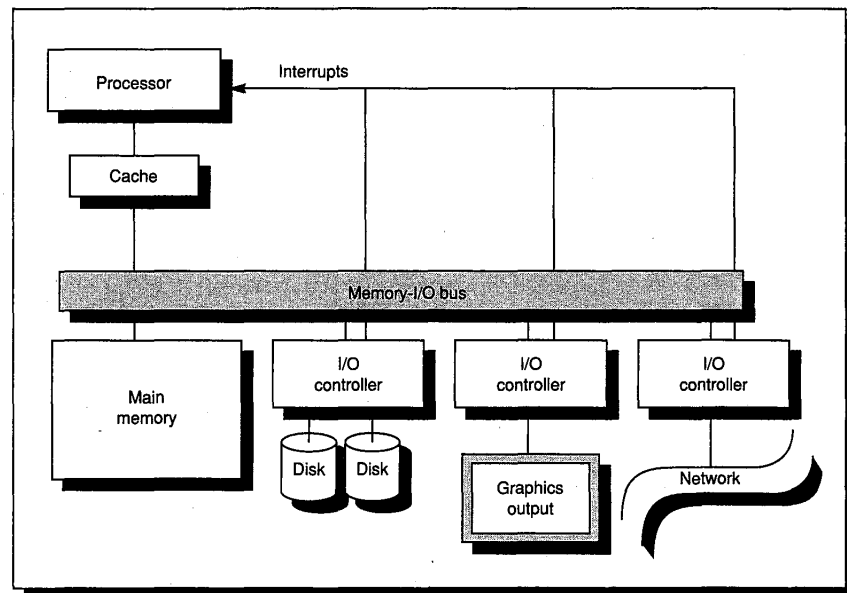 Processor
Interrupts
Cache
Memory-I/O bus
Main
memory
I/O
controller
I/O
controller
I/O
controller
Disk
Disk
Graphics
output
Network